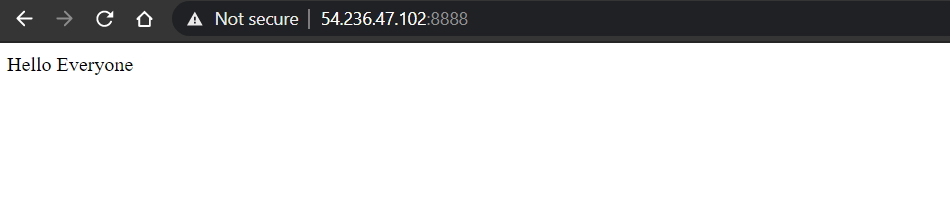 Not secure | 54.236.47.102:8888
Hello Everyone